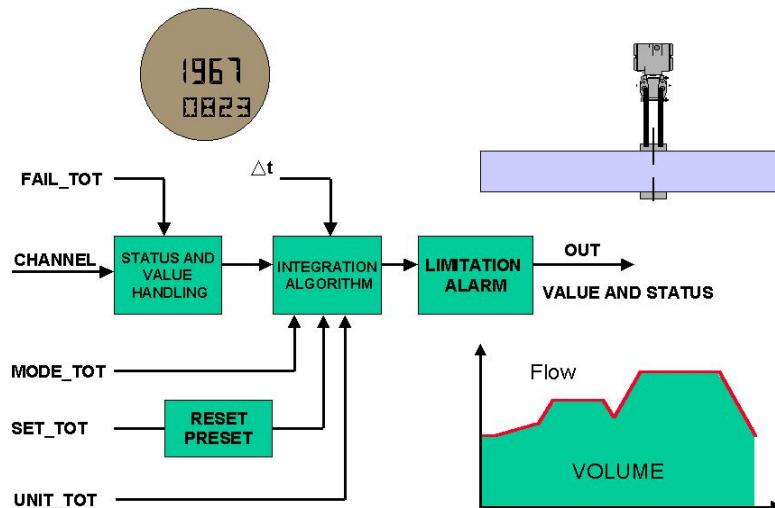 1967
0823
FAIL_TOT
△t
CHANNEL
STATUS AND
VALUE
HANDLING
INTEGRATION
ALGORITHM
LIMITATION
ALARM
OUT
VALUE AND STATUS
MODE_TOT
SET_TOT
RESET
PRESET
UNIT_TOT
Flow
VOLUME